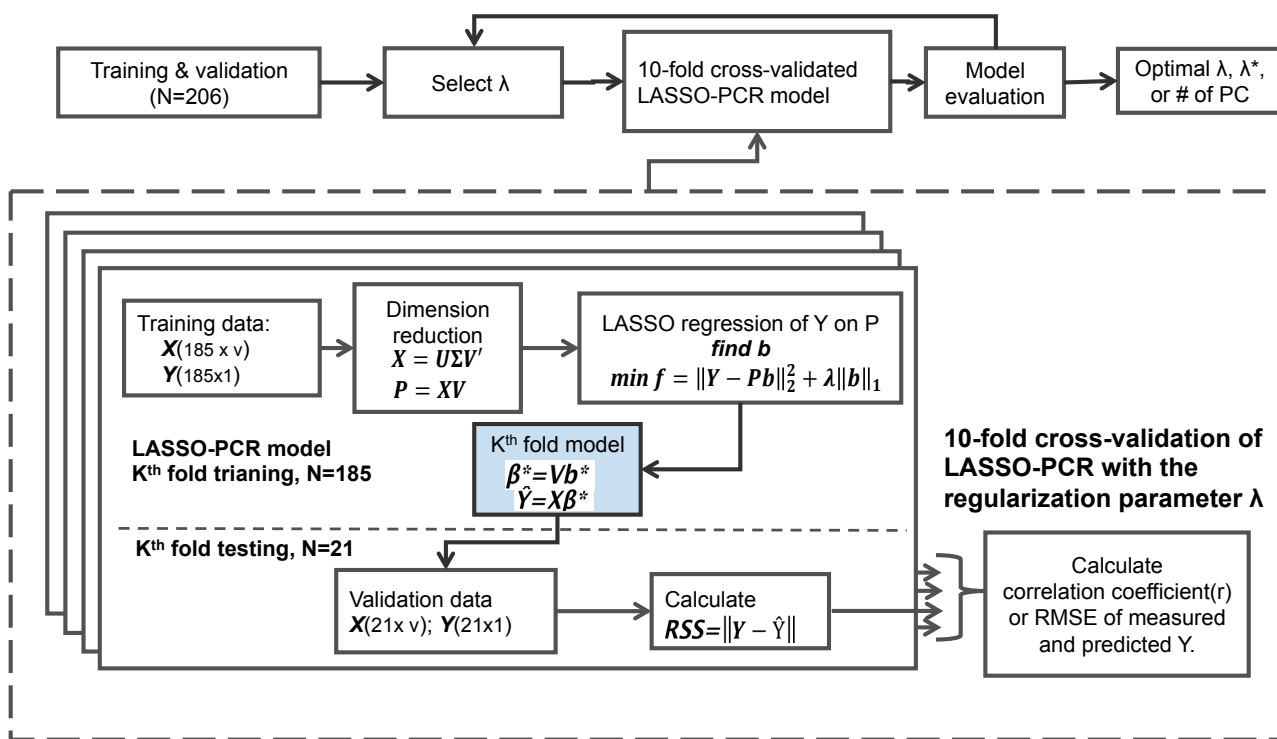 Training & validation
(N=206)
Select λ
10-fold cross-validated
LASSO-PCR model
Model
evaluation
Optimal λ, λ*,
or # of PC
Training data:
X(185 x v)
Y(185x1)
Dimension
reduction
X = UΣV′
P = XV
LASSO regression of Y on P
find b
min f = ‖Y − Pb‖₂² + λ‖b‖₁
LASSO-PCR model
Kth fold trianing, N=185
Kth fold model
β*=Vb*
Ŷ=Xβ*
Kth fold testing, N=21
Validation data
X(21x v); Y(21x1)
Calculate
RSS=‖Y − Ŷ‖
10-fold cross-validation of
LASSO-PCR with the
regularization parameter λ
Calculate
correlation coefficient(r)
or RMSE of measured
and predicted Y.